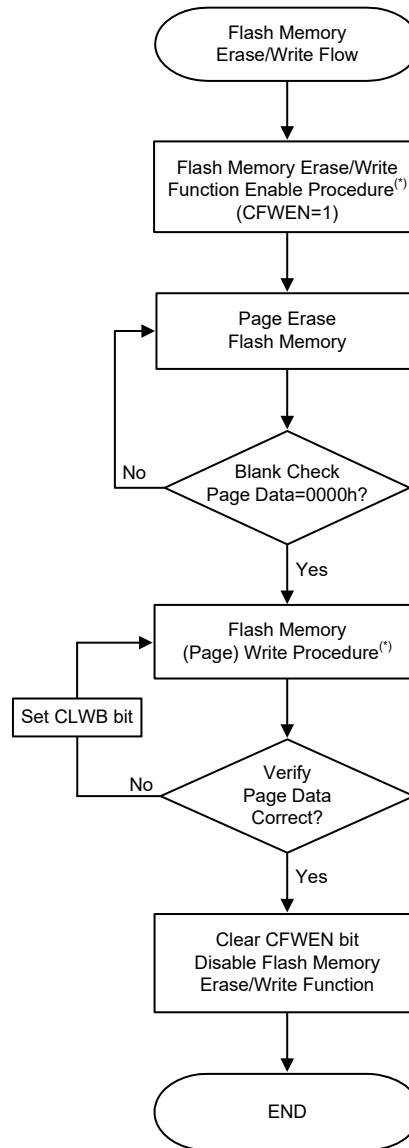 Flash Memory
Erase/Write Flow
Flash Memory Erase/Write
Function Enable Procedure(*)
(CFWEN=1)
Page Erase
Flash Memory
No
Blank Check
Page Data=0000h?
Yes
Flash Memory
(Page) Write Procedure(*)
Set CLWB bit
No
Verify
Page Data
Correct?
Yes
Clear CFWEN bit
Disable Flash Memory
Erase/Write Function
END